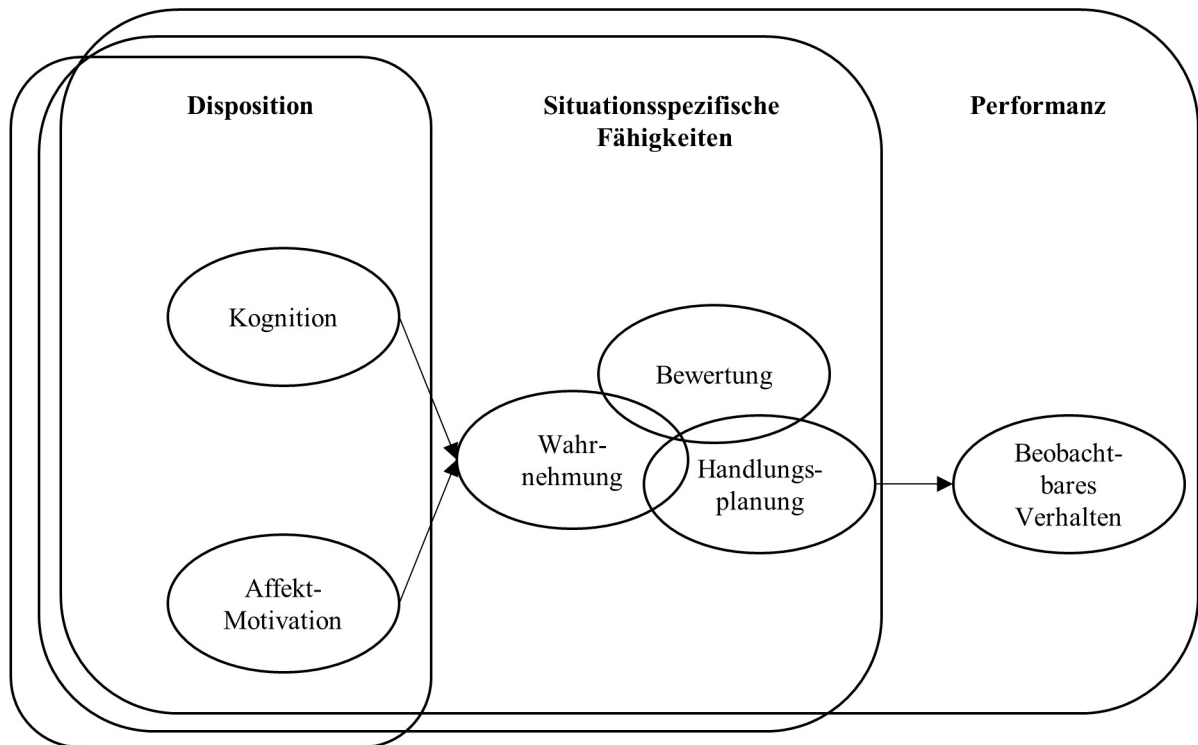 Disposition
Situationsspezifische
Fähigkeiten
Performanz
Kognition
Affekt-
Motivation
Wahr-
nehmung
Bewertung
Handlungs-
planung
Beobacht-
bares
Verhalten